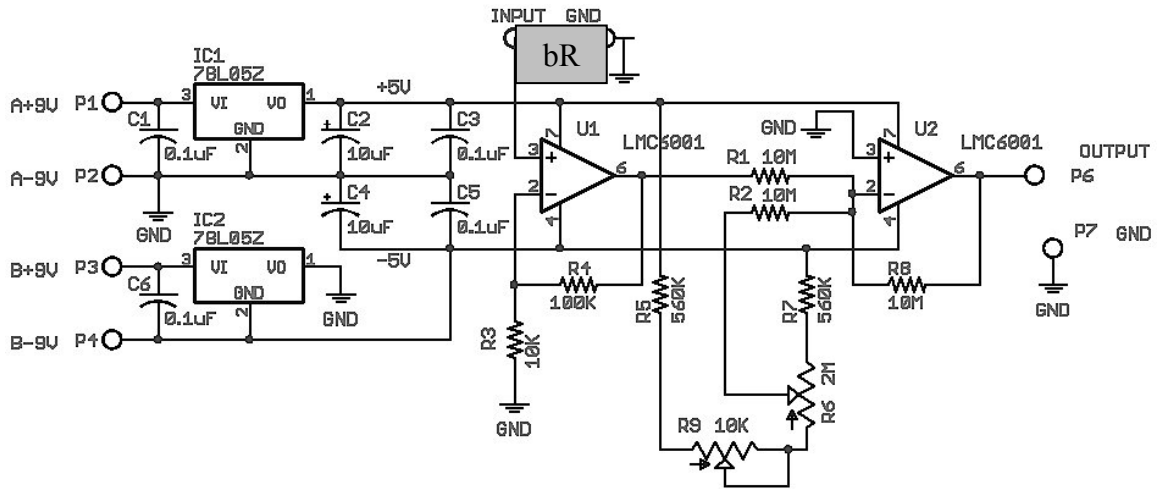 INPUT GND
bR
IC1
78L05Z
A+9V P1
3 VI VO 1
GND
2
+5V
C1
0.1uF
C2
10uF
C3
0.1uF
A-9V P2
GND
C4
10uF
C5
0.1uF
-5V
IC2
78L05Z
B+9V P3
3 VI VO 1
GND
2
GND
C6
0.1uF
B-9V P4
U1
LMC6001
3 +
2 -
7
6
4
R4
100K
R3
10K
GND
R1 10M
R2 10M
R5
560K
GND
U2
LMC6001
3 +
2 -
7
6
4
OUTPUT
P6
P7 GND
GND
R8
10M
R7
560K
2M
R6
R9 10K